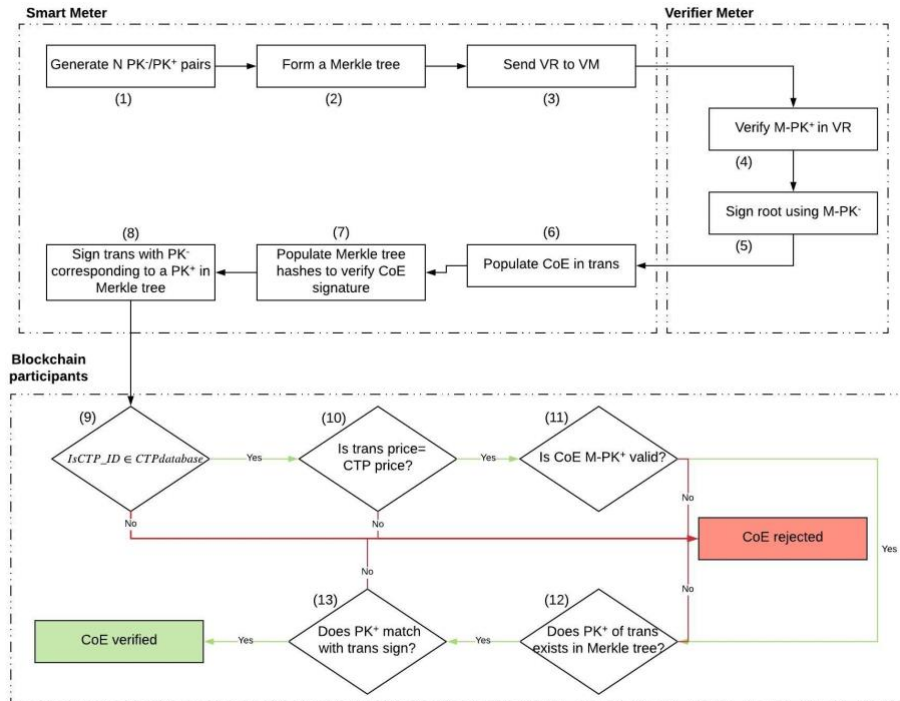 Smart Meter
Verifier Meter
Generate N PK⁻/PK⁺ pairs
(1)
Form a Merkle tree
(2)
Send VR to VM
(3)
Verify M-PK⁺ in VR
(4)
Sign root using M-PK⁻
(5)
(6)
Populate CoE in trans
(7)
Populate Merkle tree
hashes to verify CoE
signature
(8)
Sign trans with PK⁻
corresponding to a PK⁺ in
Merkle tree
Blockchain
participants
(9)
IsCTP_ID ∈ CTPdatabase
Yes
No
(10)
Is trans price=
CTP price?
Yes
No
(11)
Is CoE M-PK⁺ valid?
No
Yes
CoE rejected
No
(12)
Does PK⁺ of trans
exists in Merkle tree?
Yes
(13)
Does PK⁺ match
with trans sign?
No
Yes
CoE verified